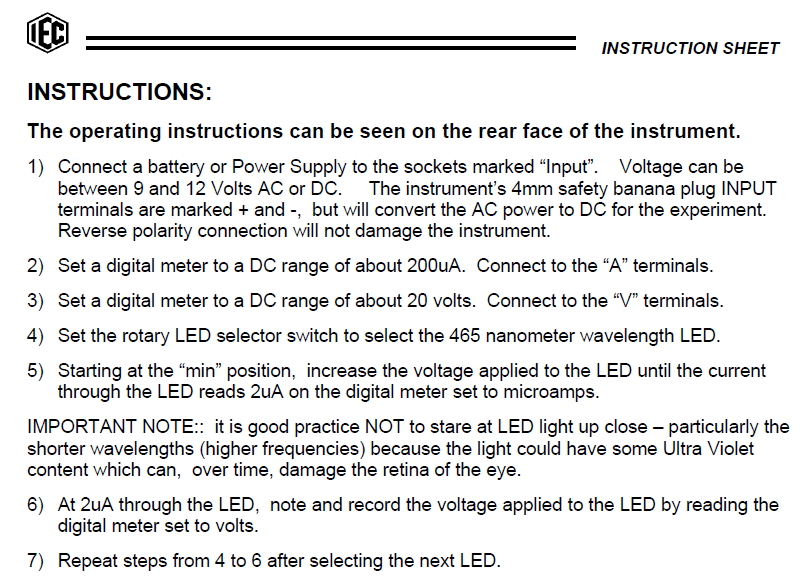 IEC
INSTRUCTION SHEET
INSTRUCTIONS:
The operating instructions can be seen on the rear face of the instrument.
1) Connect a battery or Power Supply to the sockets marked “Input”. Voltage can be
between 9 and 12 Volts AC or DC. The instrument’s 4mm safety banana plug INPUT
terminals are marked + and -, but will convert the AC power to DC for the experiment.
Reverse polarity connection will not damage the instrument.
2) Set a digital meter to a DC range of about 200uA. Connect to the “A” terminals.
3) Set a digital meter to a DC range of about 20 volts. Connect to the “V” terminals.
4) Set the rotary LED selector switch to select the 465 nanometer wavelength LED.
5) Starting at the “min” position, increase the voltage applied to the LED until the current
through the LED reads 2uA on the digital meter set to microamps.
IMPORTANT NOTE:: it is good practice NOT to stare at LED light up close – particularly the
shorter wavelengths (higher frequencies) because the light could have some Ultra Violet
content which can, over time, damage the retina of the eye.
6) At 2uA through the LED, note and record the voltage applied to the LED by reading the
digital meter set to volts.
7) Repeat steps from 4 to 6 after selecting the next LED.